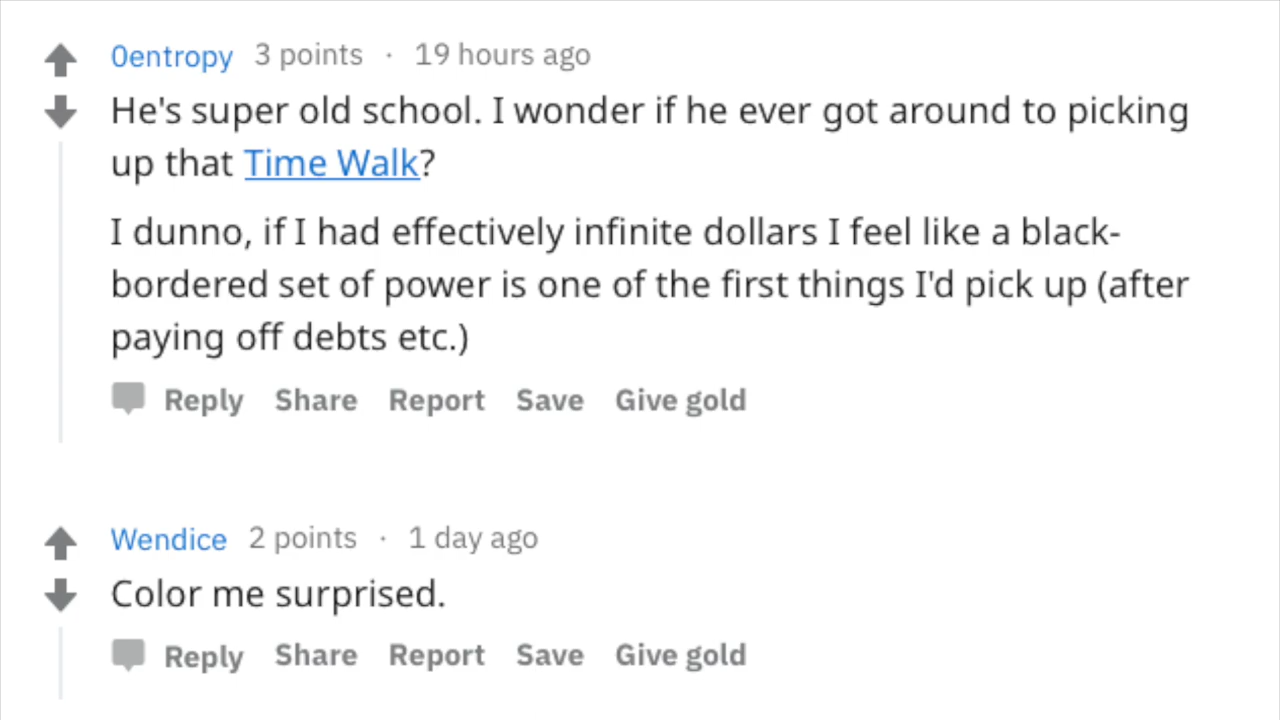 0entropy 3 points · 19 hours ago
He's super old school. I wonder if he ever got around to picking
up that Time Walk?
I dunno, if I had effectively infinite dollars I feel like a black-
bordered set of power is one of the first things I'd pick up (after
paying off debts etc.)
Reply Share Report Save Give gold
Wendice 2 points · 1 day ago
Color me surprised.
Reply Share Report Save Give gold